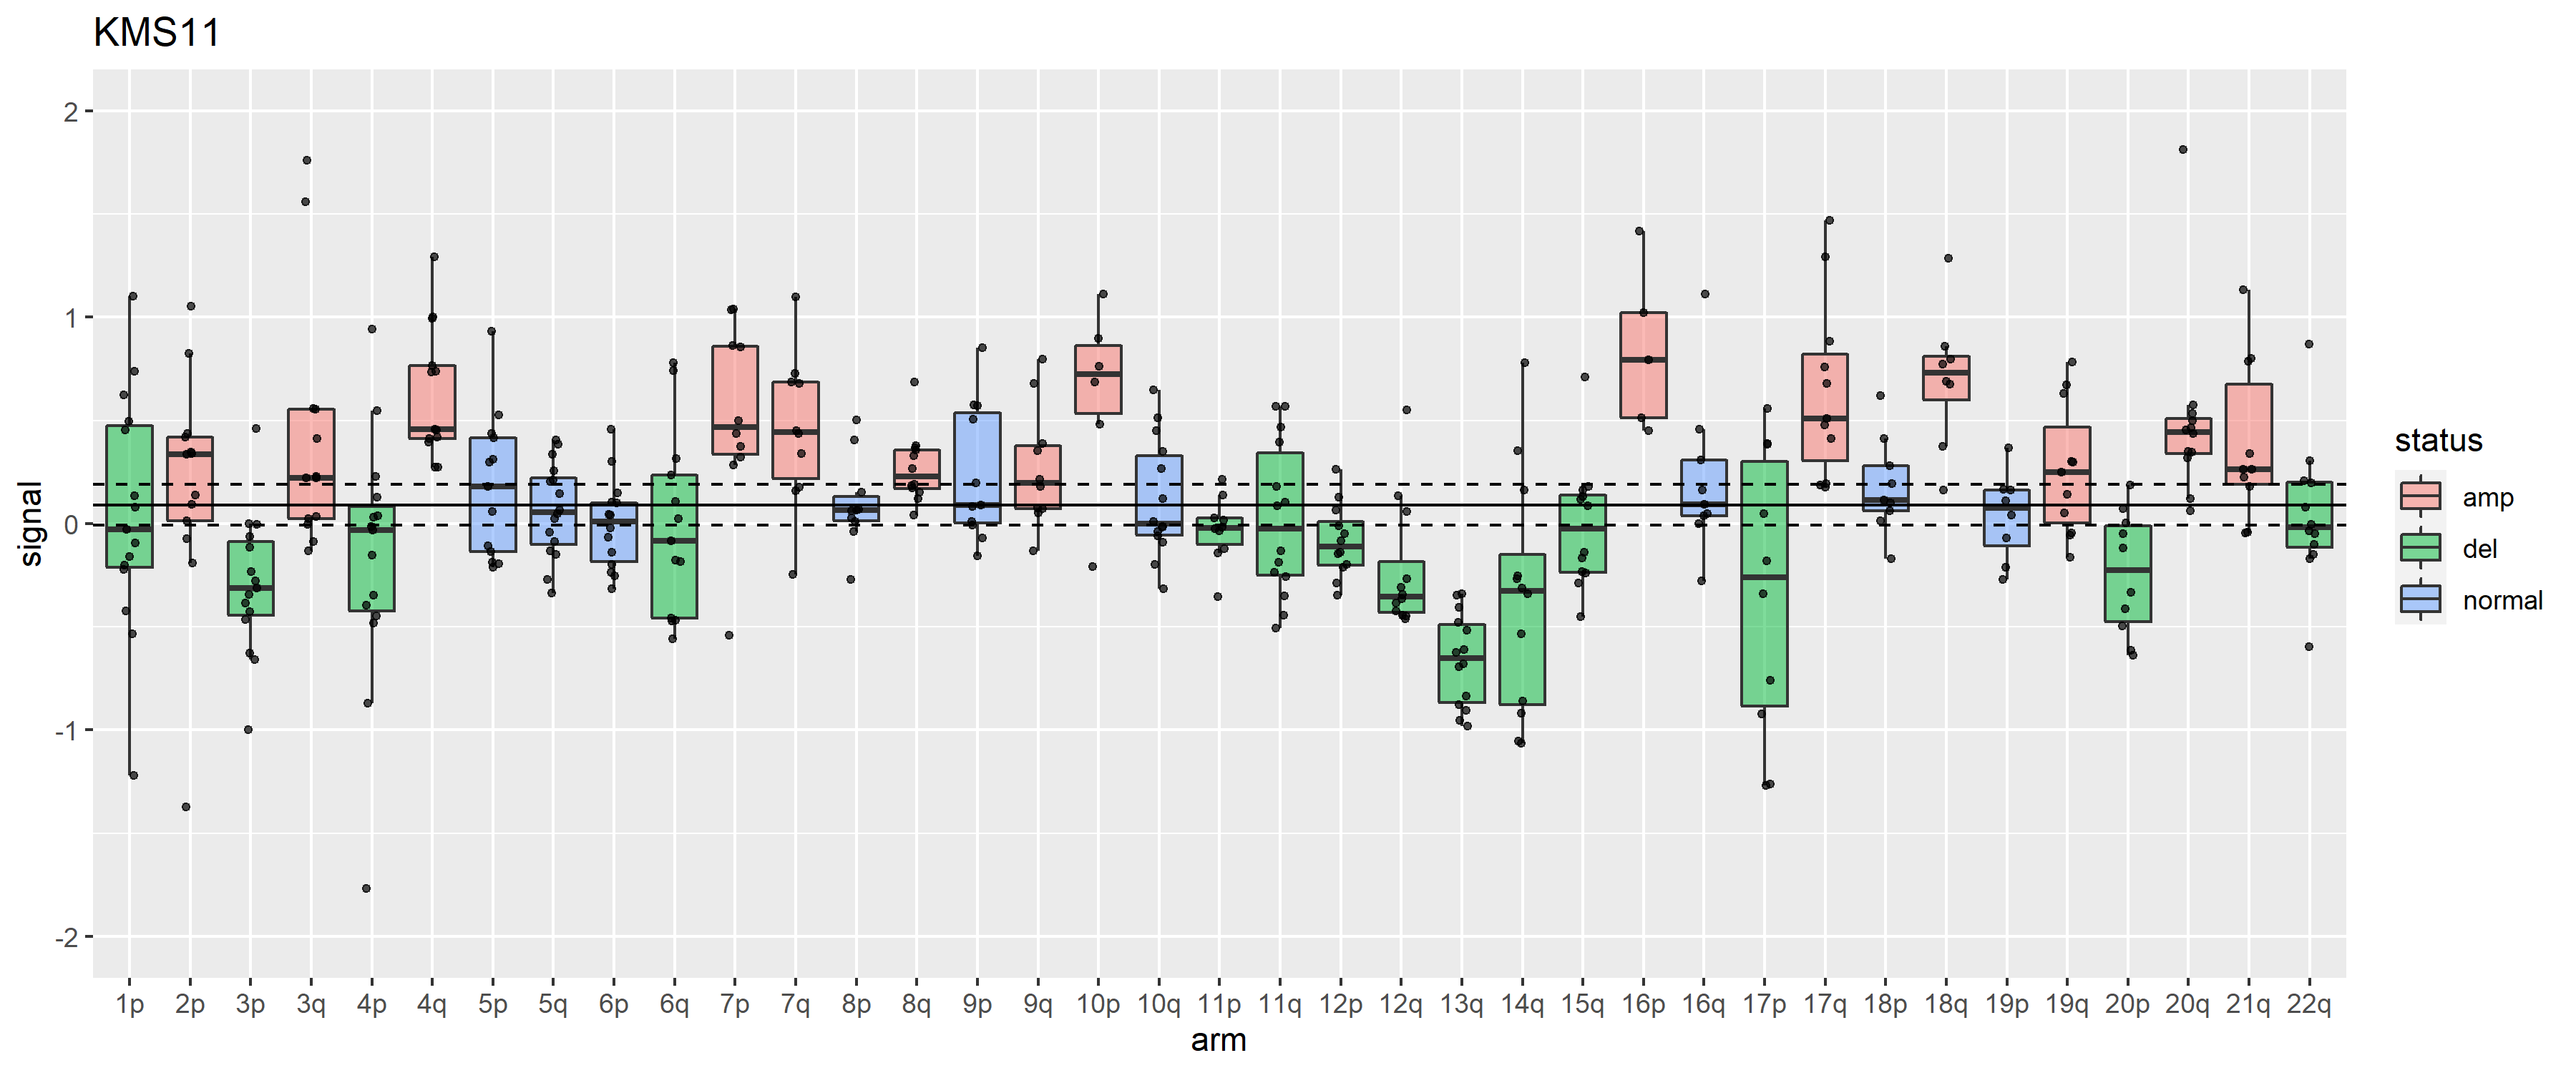 KMS11
signal
2
1
0
-1
-2
1p 2p 3p 3q 4p 4q 5p 5q 6p 6q 7p 7q 8p 8q 9p 9q 10p 10q 11p 11q 12p 12q 13q 14q 15q 16p 16q 17p 17q 18p 18q 19p 19q 20p 20q 21q 22q
arm
status
amp
del
normal